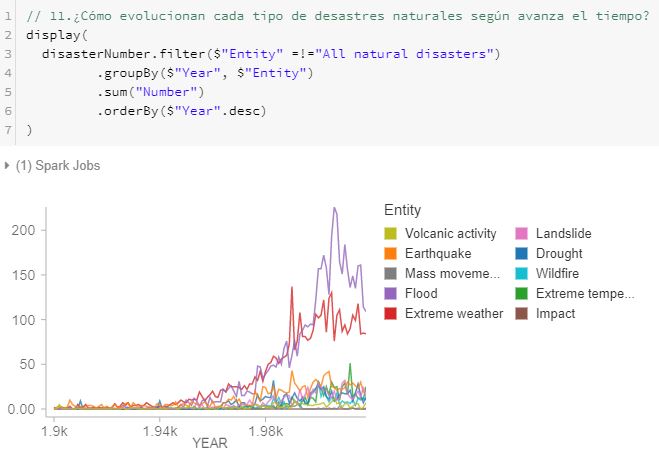 1 // 11.¿Cómo evolucionan cada tipo de desastres naturales según avanza el tiempo?
2 display(
3 disasterNumber.filter($"Entity" =!="All natural disasters")
4 .groupBy($"Year", $"Entity")
5 .sum("Number")
6 .orderBy($"Year".desc)
7 )
(1) Spark Jobs
Entity
Volcanic activity Landslide
Earthquake Drought
Mass moveme... Wildfire
Flood Extreme tempe...
Extreme weather Impact
200
150
100
50
0.00
1.9k 1.94k 1.98k
YEAR